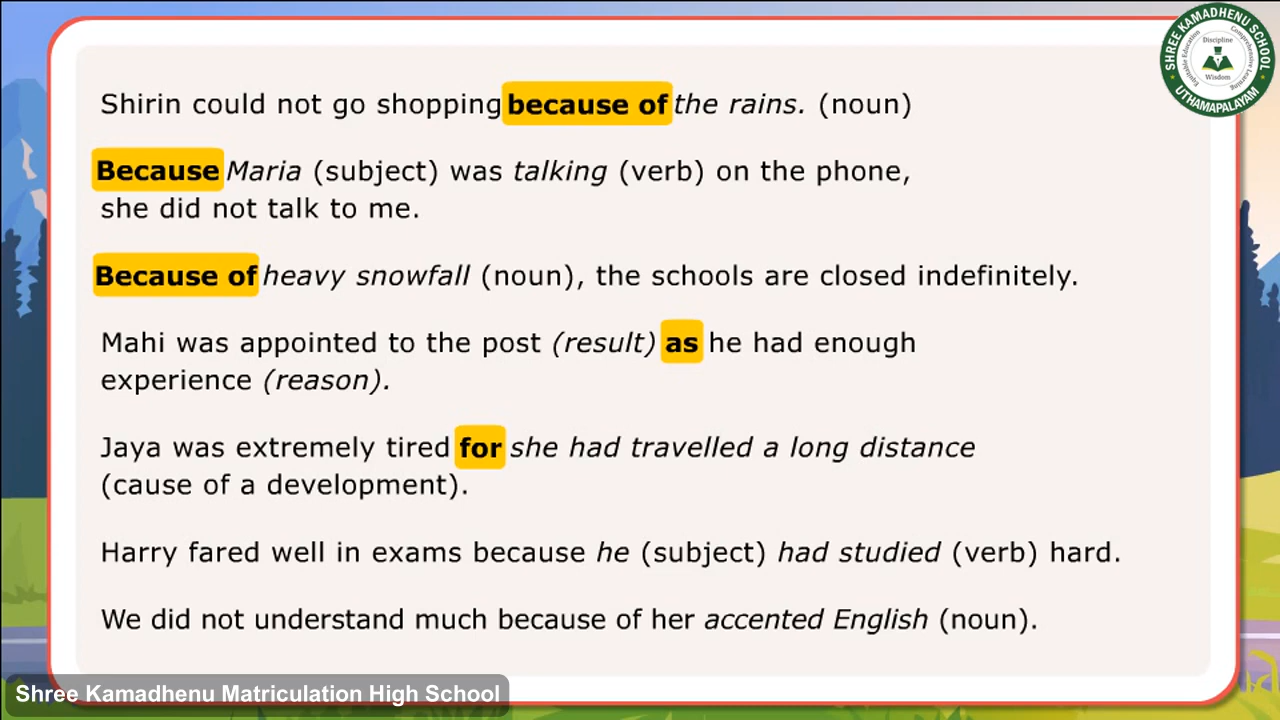 Shirin could not go shopping because of the rains. (noun)
Because Maria (subject) was talking (verb) on the phone,
she did not talk to me.
Because of heavy snowfall (noun), the schools are closed indefinitely.
Mahi was appointed to the post (result) as he had enough
experience (reason).
Jaya was extremely tired for she had travelled a long distance
(cause of a development).
Harry fared well in exams because he (subject) had studied (verb) hard.
We did not understand much because of her accented English (noun).
Shree Kamadhenu Matriculation High School
SHREE KAMADHENU SCHOOL
UTHAMAPALAYAM
Equitable Education
Comprehensive Learning
Discipline
Wisdom